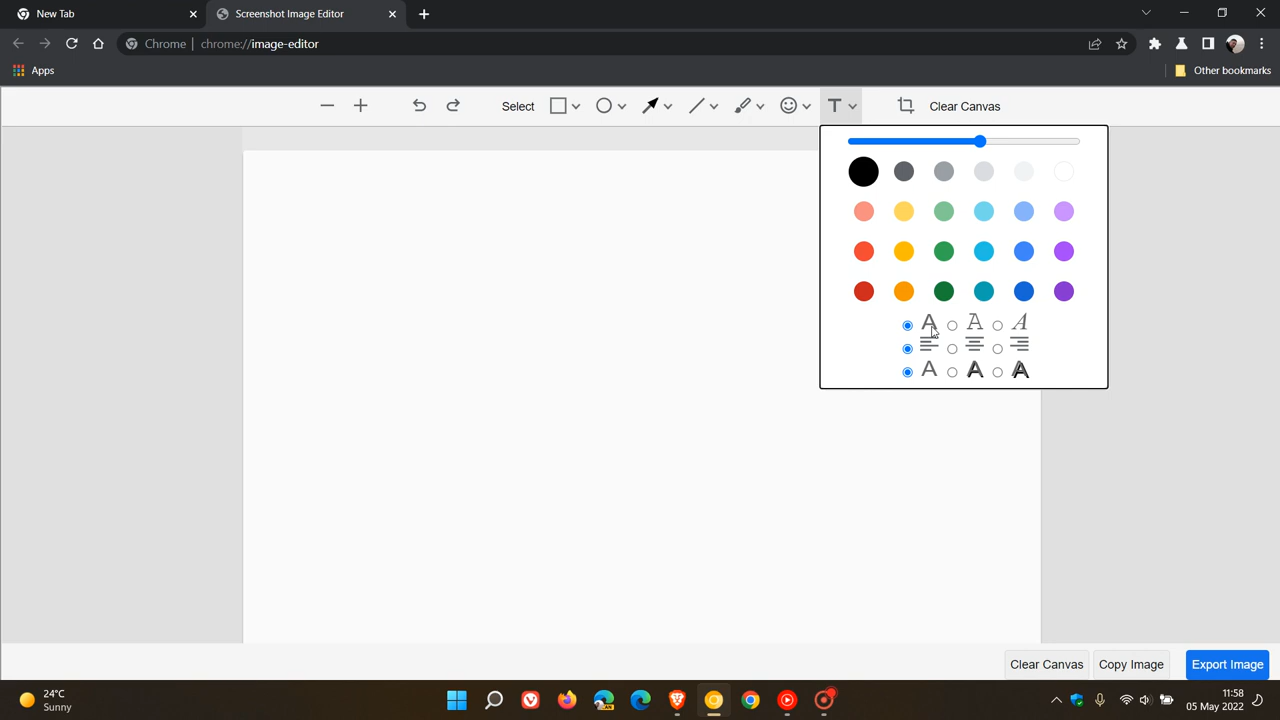 New Tab
Screenshot Image Editor
Chrome | chrome://image-editor
Apps
Other bookmarks
Select
T
Clear Canvas
A A A
A A A
Clear Canvas
Copy Image
Export Image
24°C
Sunny
11:58
05 May 2022